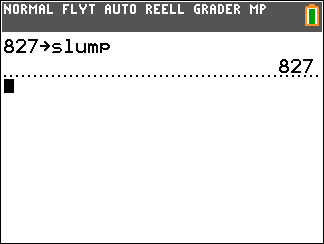 NORMAL FLYT AUTO REELL GRADER MP
827→slump
827